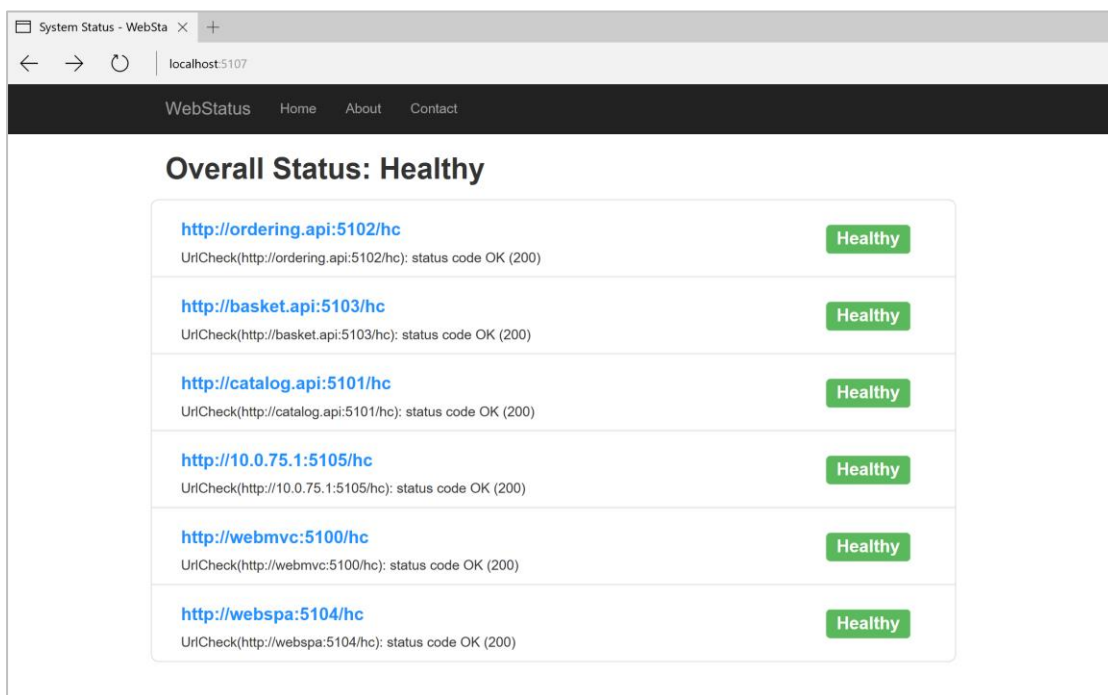 System Status - WebSta
localhost:5107
WebStatus Home About Contact
Overall Status: Healthy
http://ordering.api:5102/hc
Healthy
UrlCheck(http://ordering.api:5102/hc): status code OK (200)
http://basket.api:5103/hc
Healthy
UrlCheck(http://basket.api:5103/hc): status code OK (200)
http://catalog.api:5101/hc
Healthy
UrlCheck(http://catalog.api:5101/hc): status code OK (200)
http://10.0.75.1:5105/hc
Healthy
UrlCheck(http://10.0.75.1:5105/hc): status code OK (200)
http://webmvc:5100/hc
Healthy
UrlCheck(http://webmvc:5100/hc): status code OK (200)
http://webspa:5104/hc
Healthy
UrlCheck(http://webspa:5104/hc): status code OK (200)